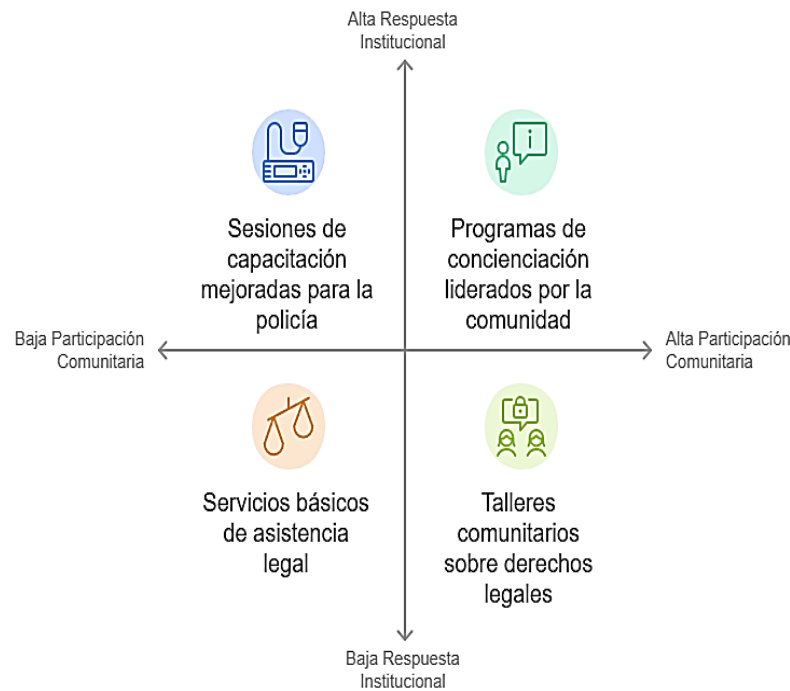 Alta Respuesta
Institucional
Sesiones de
capacitación
mejoradas para la
policía
Programas de
concienciación
liderados por la
comunidad
Baja Participación
Comunitaria
Alta Participación
Comunitaria
Servicios básicos
de asistencia
legal
Talleres
comunitarios
sobre derechos
legales
Baja Respuesta
Institucional